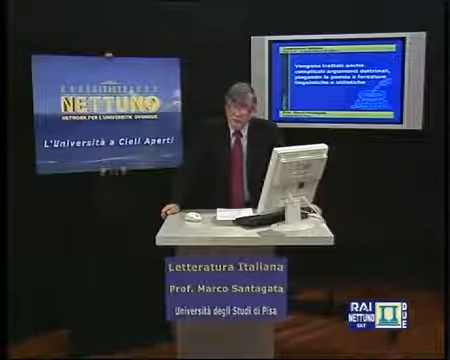 NETTUNO
NETWORK PER L'UNIVERSITÀ OVUNQUE
L'Università a Cieli Aperti
Vengono trattati anche
complicati argomenti dottrinari,
piegando la poesia a forzature
linguistiche e stilistiche
Letteratura Italiana
Prof. Marco Santagata
Università degli Studi di Pisa
RAI
NETTUNO
SAT
DUE